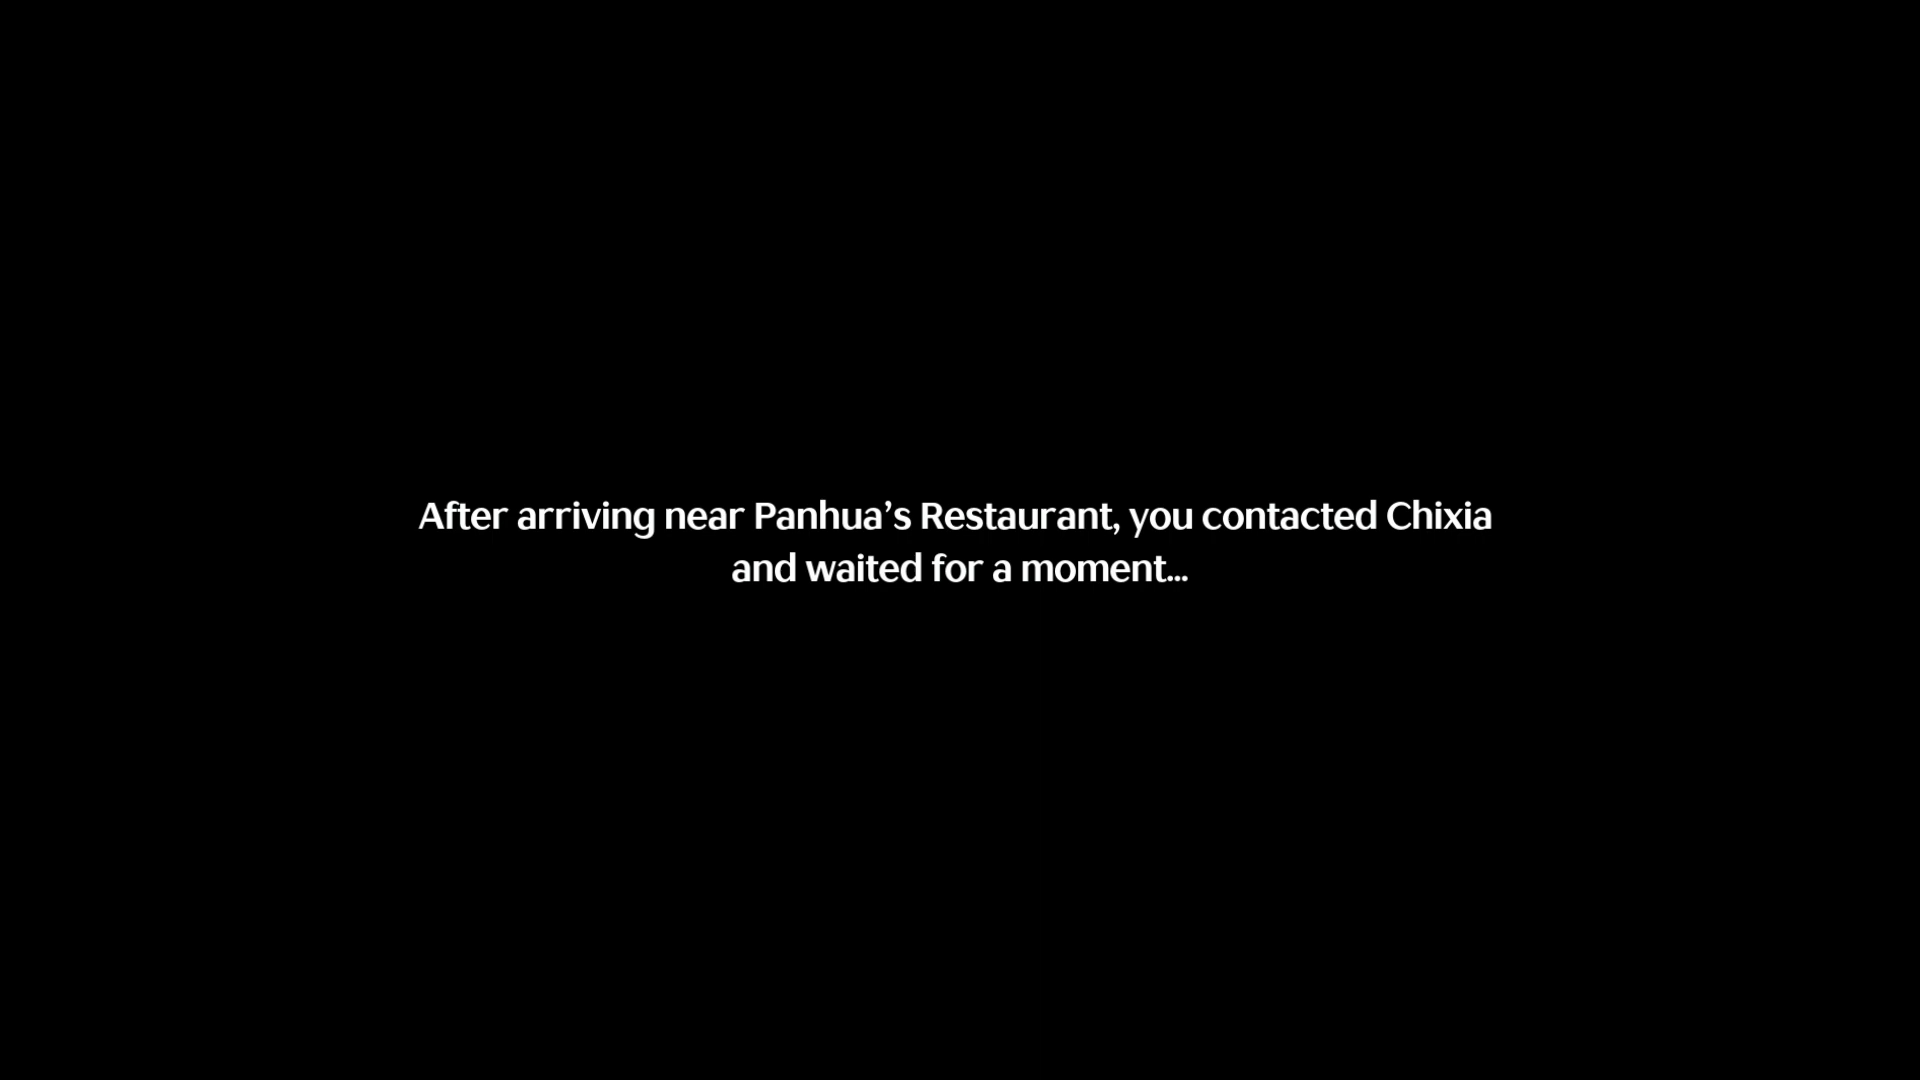 After arriving near Panhua’s Restaurant, you contacted Chixia
and waited for a moment...